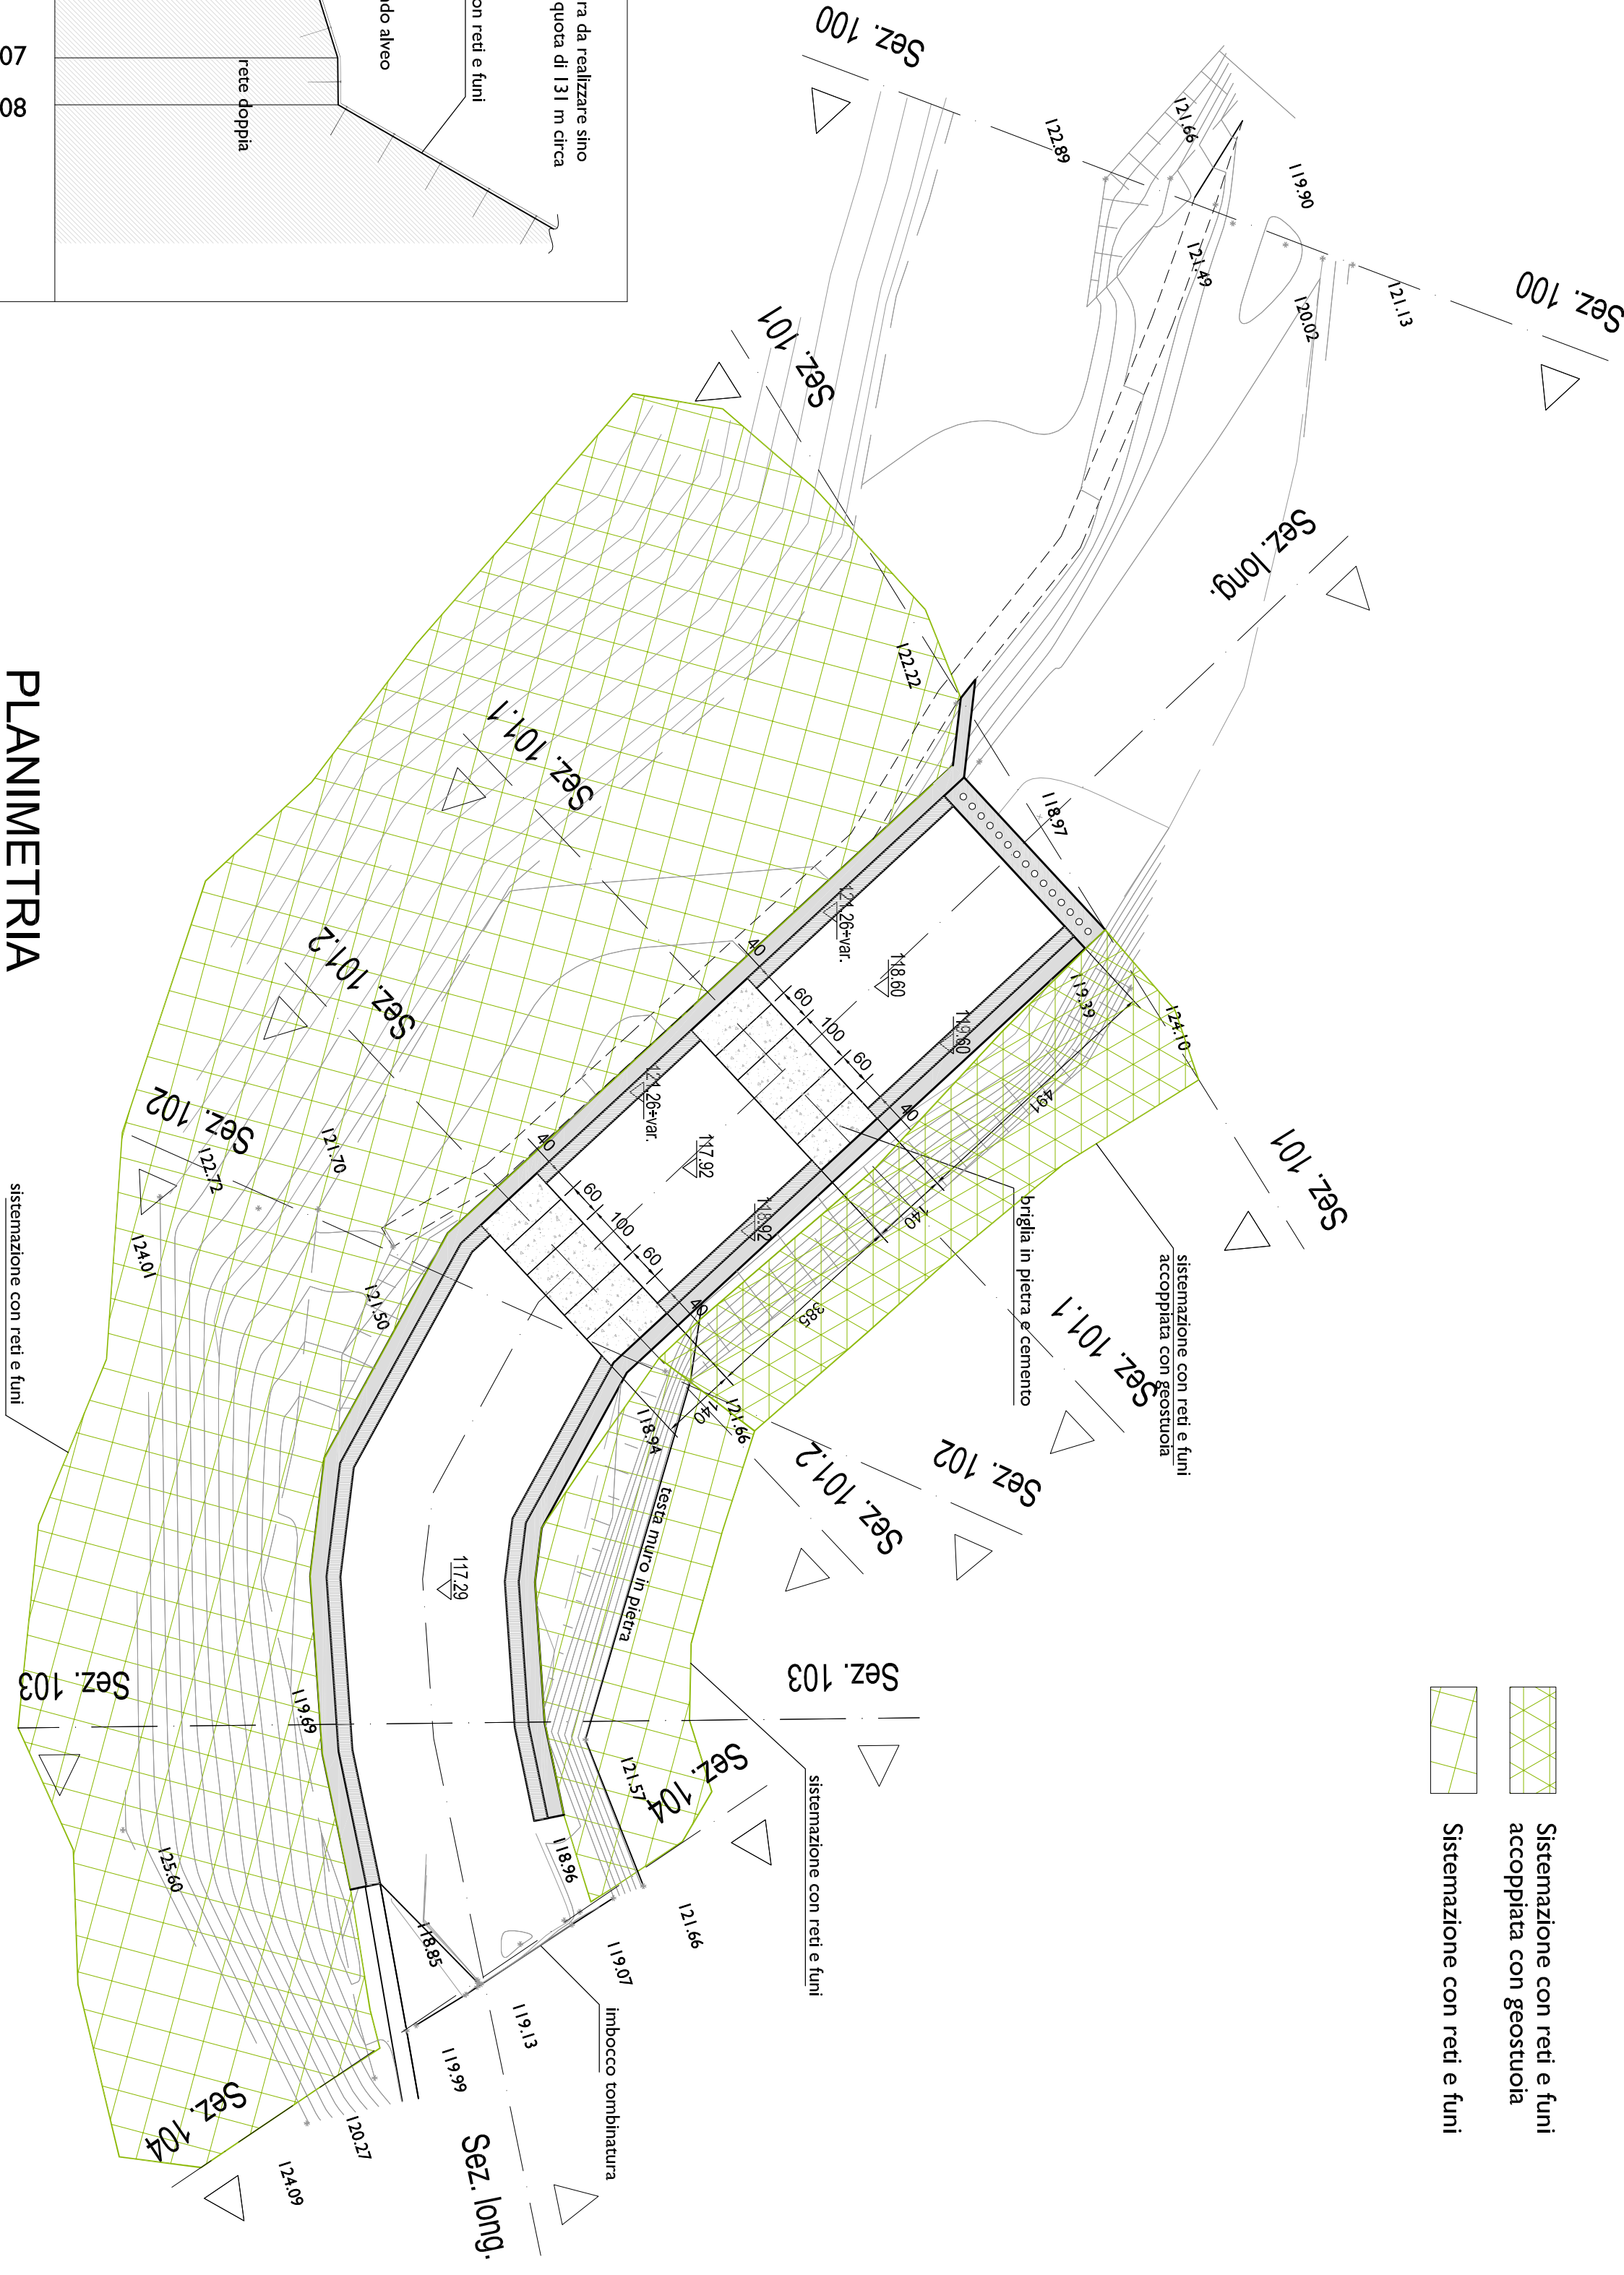 07
08
rete doppia
do alveo
on reti e funi
ra da realizzare sino
quota di 131 m circa
Sez. 100
122.89
121.66
119.90
121.49
120.02
121.13
Sez. 100
Sez. 101
Sez. long.
122.22
118.97
Sez. 101.1
121.26÷var.
118.60
119.60
119.39
124.10
40
60
100
60
40
491
140
Sez. 101
Sez. 101.2
121.26÷var.
117.92
118.92
40
60
100
60
40
385
140
briglia in pietra e cemento
sistemazione con reti e funi
accoppiata con geostuoia
Sez. 101.1
Sez. 102
122.72
121.70
124.01
121.50
118.94
121.66
Sez. 101.2
Sez. 102
PLANIMETRIA
sistemazione con reti e funi
testa muro in pietra
117.29
Sez. 103
119.69
Sez. 103
121.57
Sez. 104
sistemazione con reti e funi
125.60
118.96
118.85
121.66
119.07
119.13
119.99
imbocco tombinatura
Sez. 104
120.27
124.09
Sez. long.
Sistemazione con reti e funi
accoppiata con geostuoia
Sistemazione con reti e funi